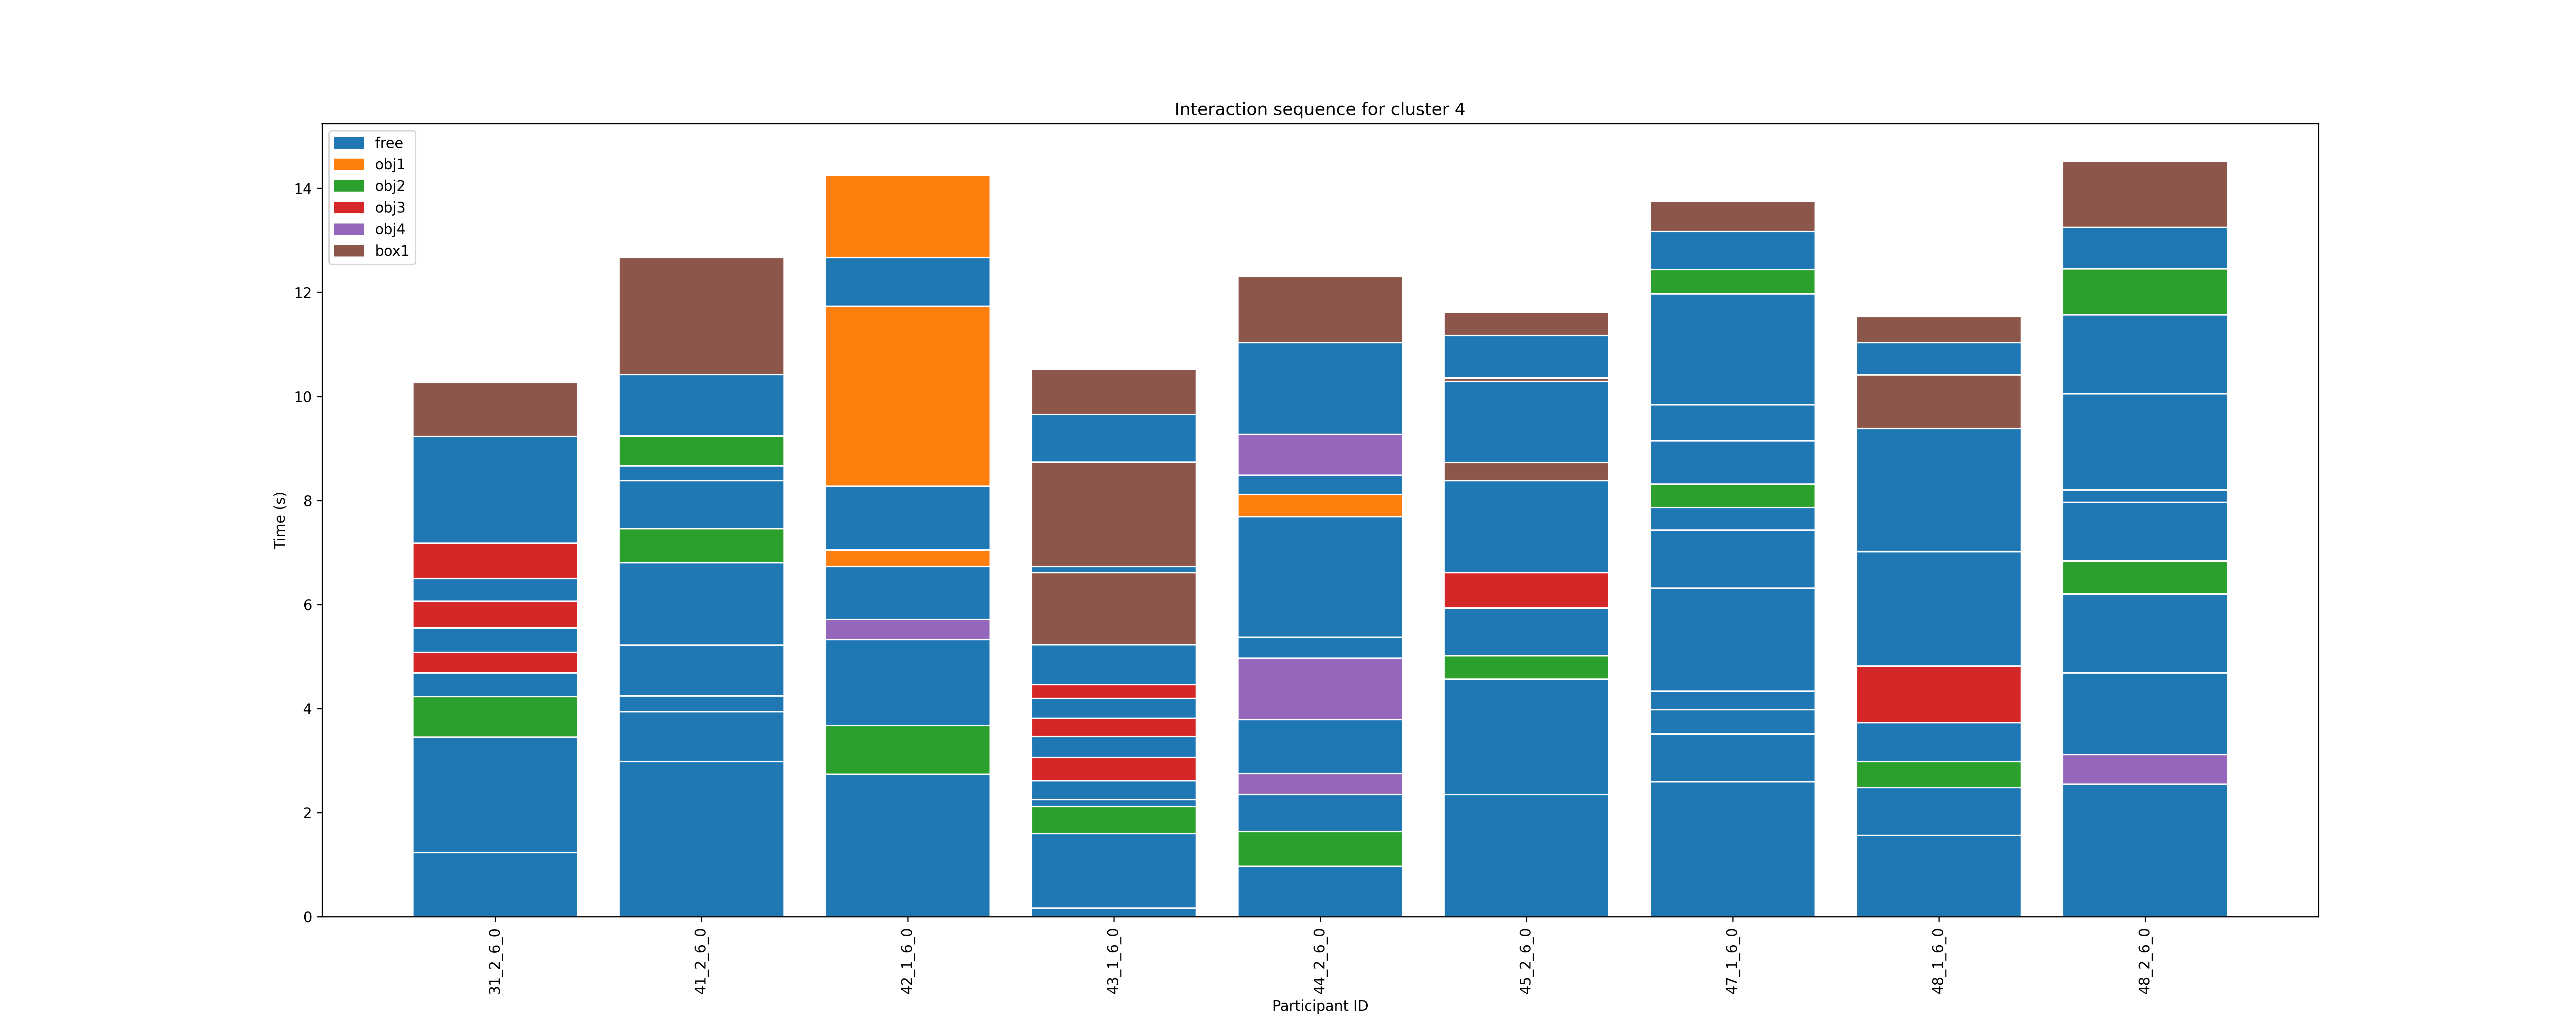 Interaction sequence for cluster 4
free
obj1
obj2
obj3
obj4
box1
Time (s)
14
12
10
8
6
4
2
0
31_2_6_0
41_2_6_0
42_1_6_0
43_1_6_0
44_2_6_0
45_2_6_0
47_1_6_0
48_1_6_0
48_2_6_0
Participant ID